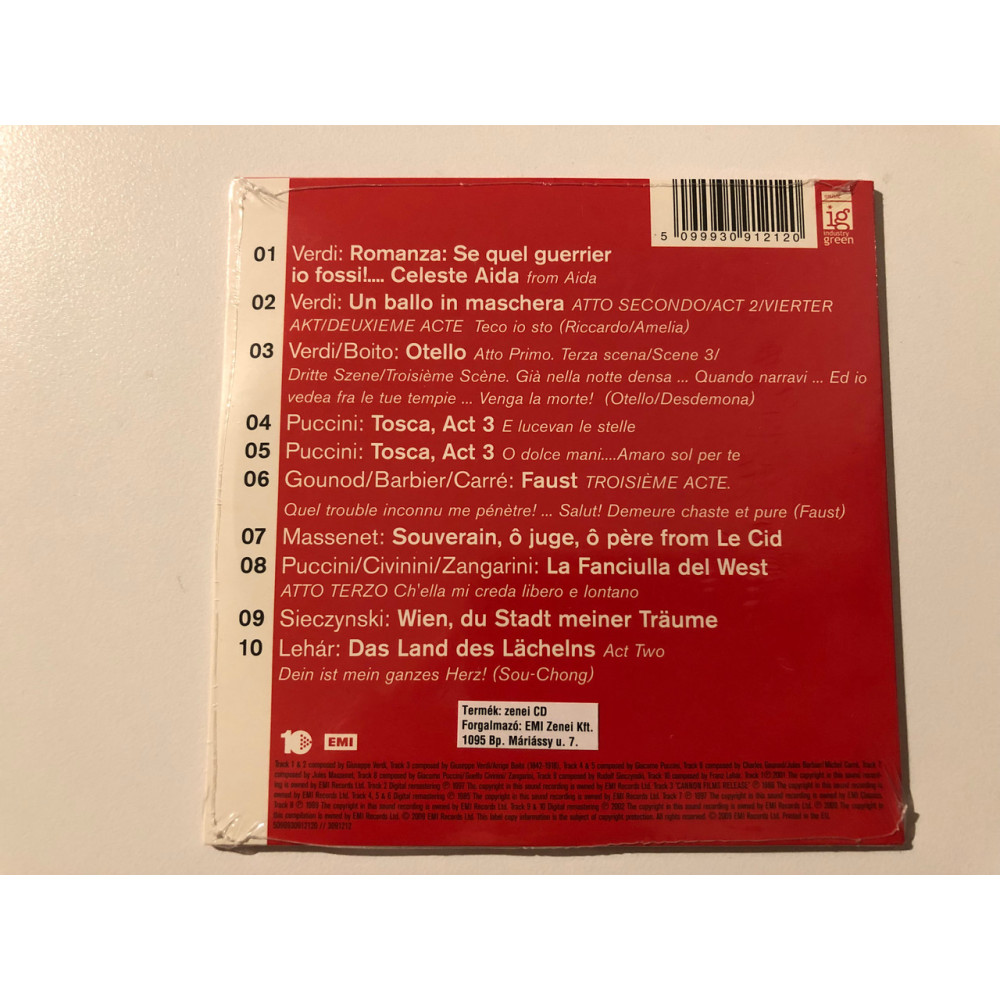 5 099930 912120
ig
industry
green
01 Verdi: Romanza: Se quel guerrier
io fossi!.... Celeste Aida from Aida
02 Verdi: Un ballo in maschera ATTO SECONDO/ACT 2/VIERTER
AKT/DEUXIEME ACTE Teco io sto (Riccardo/Amelia)
03 Verdi/Boito: Otello Atto Primo. Terza scena/Scene 3/
Dritte Szene/Troisième Scène. Già nella notte densa ... Quando narravi ... Ed io
vedea fra le tue tempie ... Venga la morte! (Otello/Desdemona)
04 Puccini: Tosca, Act 3 E lucevan le stelle
05 Puccini: Tosca, Act 3 O dolce mani....Amaro sol per te
06 Gounod/Barbier/Carré: Faust TROISIÈME ACTE.
Quel trouble inconnu me pénètre! ... Salut! Demeure chaste et pure (Faust)
07 Massenet: Souverain, ô juge, ô père from Le Cid
08 Puccini/Civinini/Zangarini: La Fanciulla del West
ATTO TERZO Ch'ella mi creda libero e lontano
09 Sieczynski: Wien, du Stadt meiner Träume
10 Lehár: Das Land des Lächelns Act Two
Dein ist mein ganzes Herz! (Sou-Chong)
Termék: zenei CD
Forgalmazó: EMI Zenei Kft.
1095 Bp. Máriássy u. 7.
10 EMI